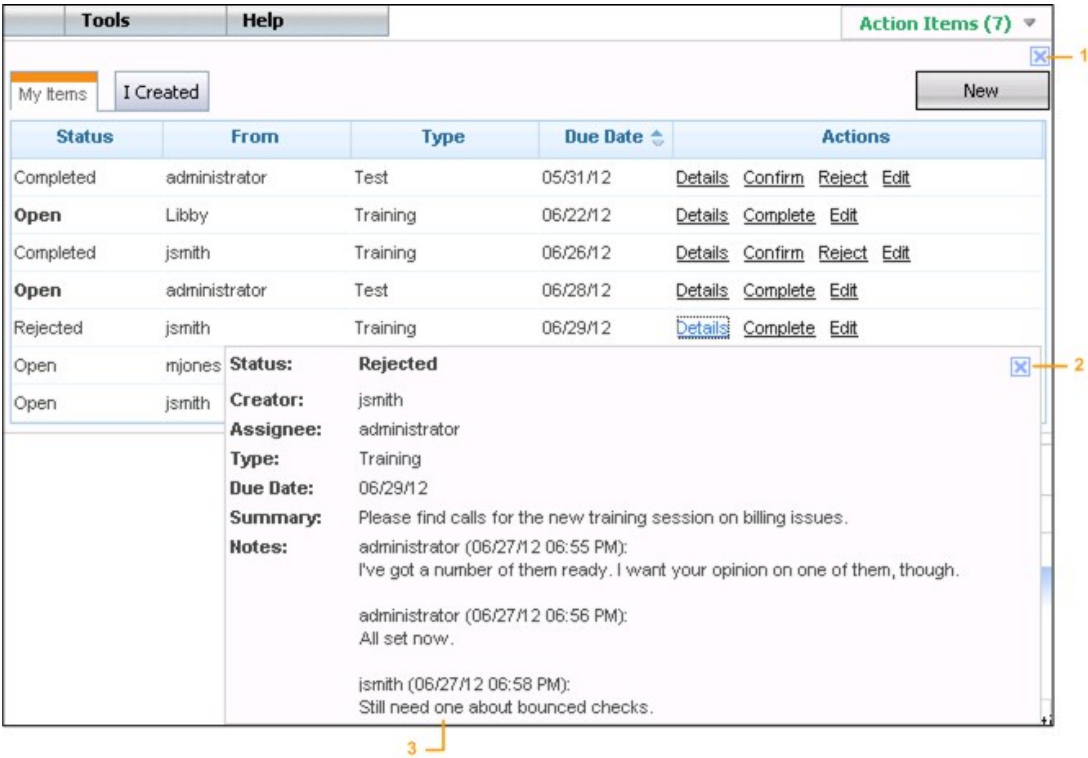 Tools Help Action Items (7)
1
My Items I Created New
Status From Type Due Date Actions
Completed administrator Test 05/31/12 Details Confirm Reject Edit
Open Libby Training 06/22/12 Details Complete Edit
Completed jsmith Training 06/26/12 Details Confirm Reject Edit
Open administrator Test 06/28/12 Details Complete Edit
Rejected jsmith Training 06/29/12 Details Complete Edit
Open mjones
Open jsmith
Status: Rejected
2
Creator: jsmith
Assignee: administrator
Type: Training
Due Date: 06/29/12
Summary: Please find calls for the new training session on billing issues.
Notes: administrator (06/27/12 06:55 PM):
I've got a number of them ready. I want your opinion on one of them, though.
administrator (06/27/12 06:56 PM):
All set now.
jsmith (06/27/12 06:58 PM):
Still need one about bounced checks.
3